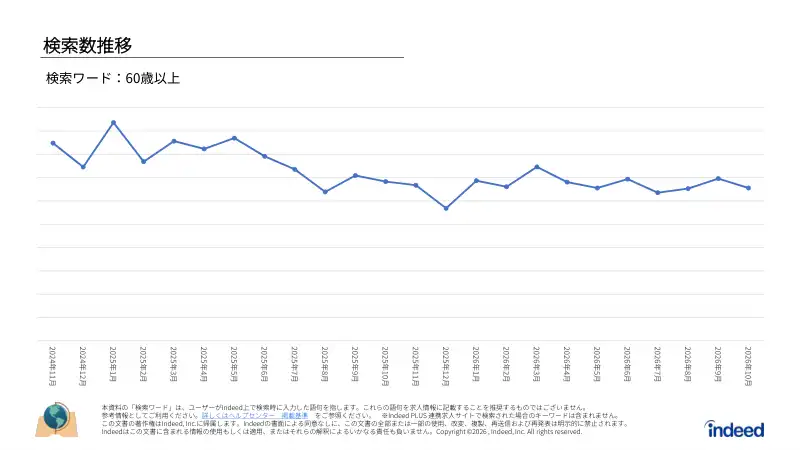 検索数推移
検索ワード：60歳以上
2024年11月
2024年12月
2025年1月
2025年2月
2025年3月
2025年4月
2025年5月
2025年6月
2025年7月
2025年8月
2025年9月
2025年10月
2025年11月
2025年12月
2026年1月
2026年2月
2026年3月
2026年4月
2026年5月
2026年6月
2026年7月
2026年8月
2026年9月
2026年10月
本資料の「検索ワード」は、ユーザーがIndeed上で検索時に入力した語句を指します。これらの語句を求人情報に記載することを推奨するものではございません。
参考情報としてご利用ください。詳しくはヘルプセンター　掲載基準　をご参照ください。　※Indeed PLUS 連携求人サイトで検索された場合のキーワードは含まれません。
この文書の著作権はIndeed, Inc.に帰属します。Indeedの書面による同意なしに、この文書の全部または一部の使用、改変、複製、再送信および再発表は明示的に禁止されます。
Indeedはこの文書に含まれる情報の使用もしくは適用、またはそれらの解釈によるいかなる責任も負いません。Copyright ©2026 , Indeed, Inc. All rights reserved.
indeed